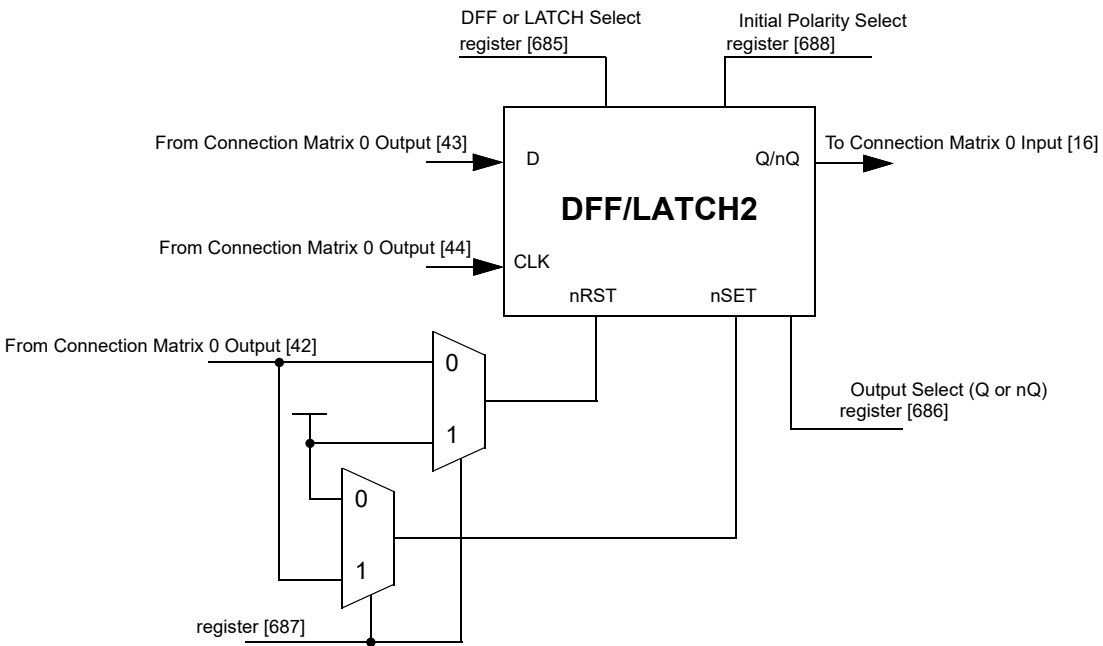 DFF or LATCH Select
register [685]
Initial Polarity Select
register [688]
From Connection Matrix 0 Output [43]
D
Q/nQ
To Connection Matrix 0 Input [16]
DFF/LATCH2
From Connection Matrix 0 Output [44]
CLK
nRST
nSET
From Connection Matrix 0 Output [42]
0
1
Output Select (Q or nQ)
register [686]
0
1
register [687]